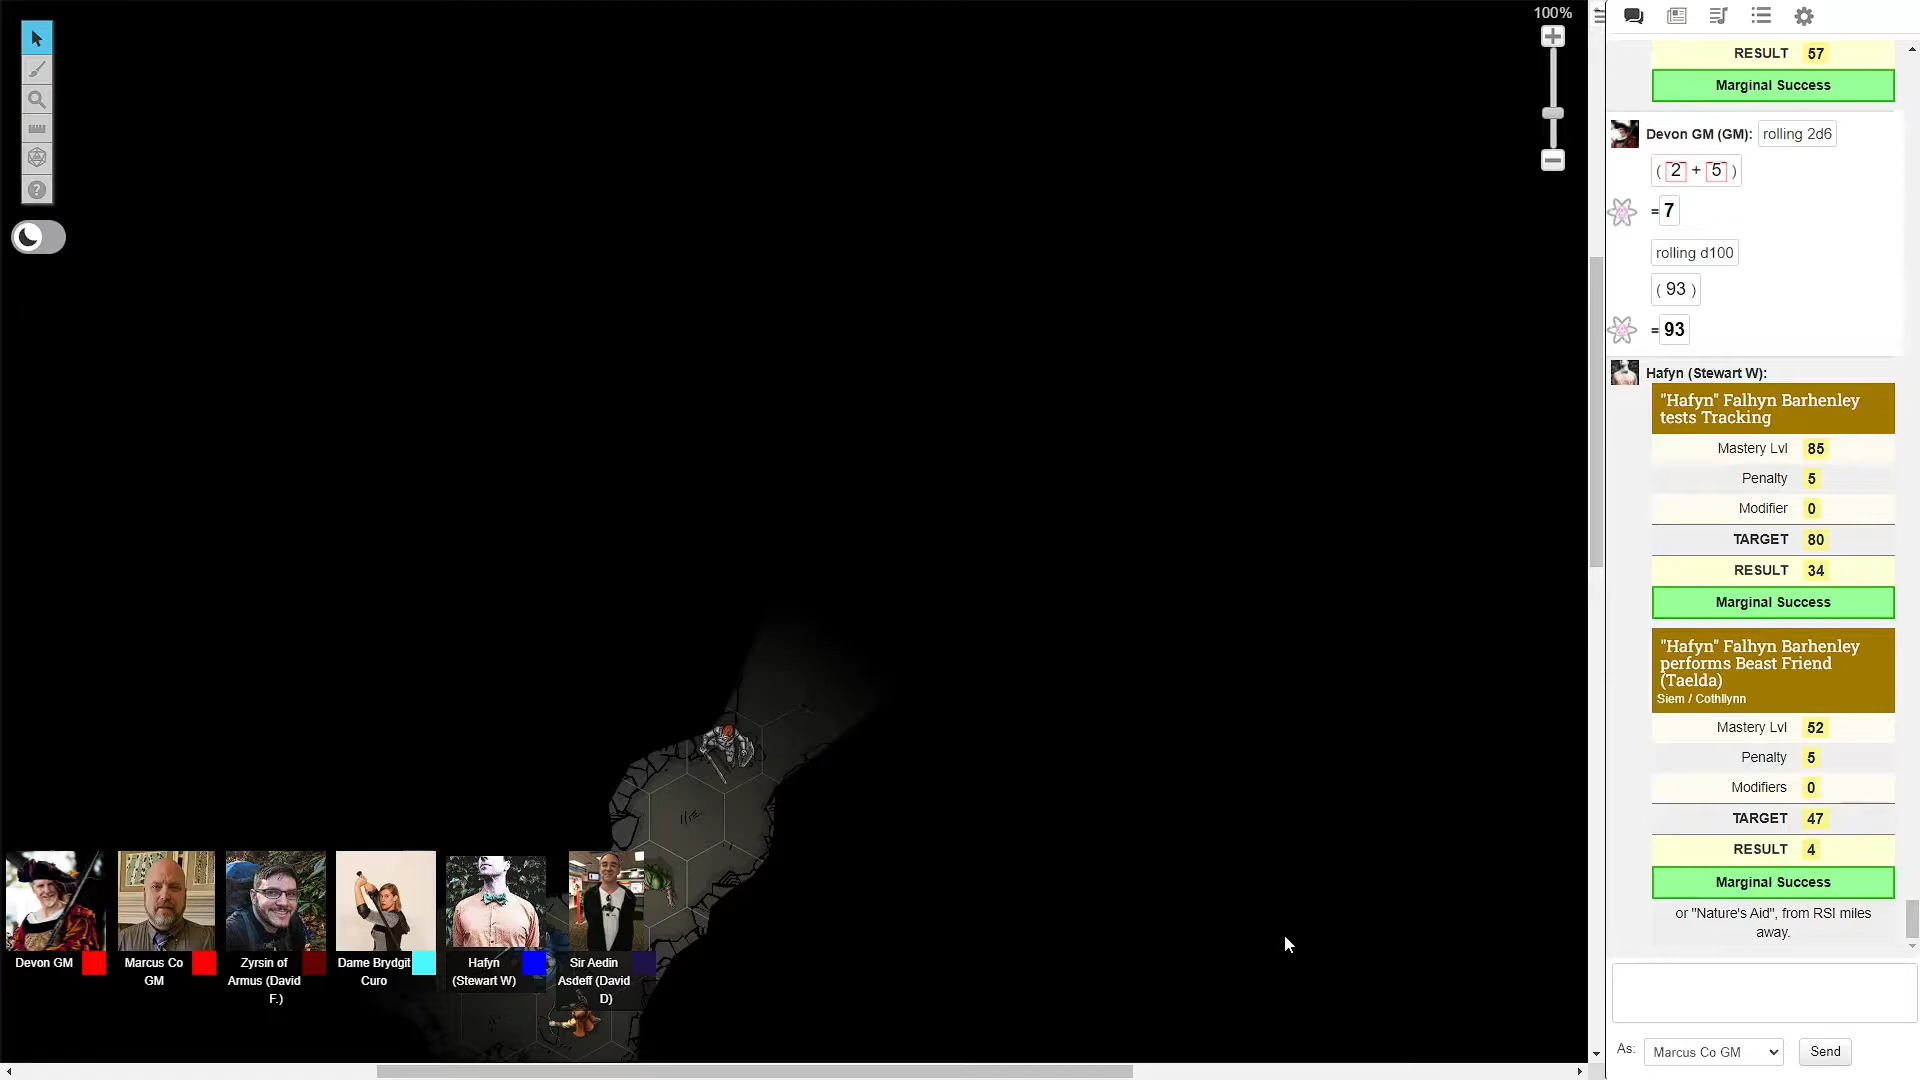 100%
RESULT 57
Marginal Success
Devon GM (GM): rolling 2d6
( 2 + 5 )
= 7
rolling d100
( 93 )
= 93
Hafyn (Stewart W):
"Hafyn" Falhyn Barhenley
tests Tracking
Mastery Lvl 85
Penalty 5
Modifier 0
TARGET 80
RESULT 34
Marginal Success
"Hafyn" Falhyn Barhenley
performs Beast Friend
(Taelda)
Siem / Cothllynn
Mastery Lvl 52
Penalty 5
Modifiers 0
TARGET 47
RESULT 4
Marginal Success
or "Nature's Aid", from RSI miles
away.
Devon GM
Marcus Co
GM
Zyrsin of
Armus (David
F.)
Dame Brydgit
Curo
Hafyn
(Stewart W)
Sir Aedin
Asdeff (David
D)
As: Marcus Co GM Send